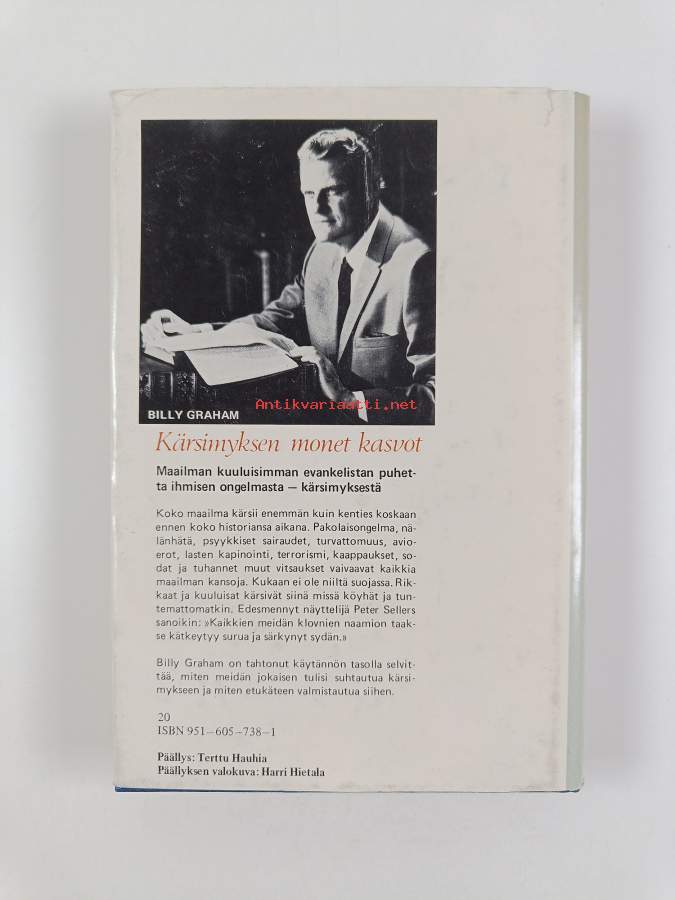 BILLY GRAHAM
Antikvariaatti.net
Kärsimyksen monet kasvot
Maailman kuuluisimman evankelistan puhet-
ta ihmisen ongelmasta — kärsimyksestä
Koko maailma kärsii enemmän kuin kenties koskaan
ennen koko historiansa aikana. Pakolaisongelma, nä-
länhätä, psyykkiset sairaudet, turvattomuus, avio-
erot, lasten kapinointi, terrorismi, kaappaukset, so-
dat ja tuhannet muut vitsaukset vaivaavat kaikkia
maailman kansoja. Kukaan ei ole niiltä suojassa. Rik-
kaat ja kuuluisat kärsivät siinä missä köyhät ja tun-
temattomatkin. Edesmennyt näyttelijä Peter Sellers
sanoikin: »Kaikkien meidän klovnien naamion taak-
se kätkeytyy surua ja särkynyt sydän.»
Billy Graham on tahtonut käytännön tasolla selvit-
tää, miten meidän jokaisen tulisi suhtautua kärsi-
mykseen ja miten etukäteen valmistautua siihen.
20
ISBN 951—605—738—1
Päällys: Terttu Hauhia
Päällyksen valokuva: Harri Hietala